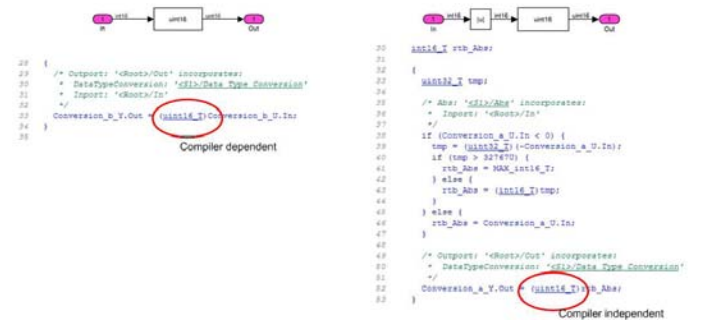 int16 uint16 uint16
In Out
28 {
29 /* Outport: '<Root>/Out' incorporates:
30 * DataTypeConversion: '<S1>/Data Type Conversion'
31 * Inport: '<Root>/In'
32 */
33 Conversion_b_Y.Out = (uint16_T)Conversion_b_U.In;
34 }
35
Compiler dependent
int16 |u| int16 uint16 uint16
In Out
30 int16_T rtb_Abs;
31
32 {
33 uint32_T tmp;
34
35 /* Abs: '<S1>/Abs' incorporates:
36 * Inport: '<Root>/In'
37 */
38 if (Conversion_a_U.In < 0) {
39 tmp = (uint32_T)(-Conversion_a_U.In);
40 if (tmp > 32767U) {
41 rtb_Abs = MAX_int16_T;
42 } else {
43 rtb_Abs = (int16_T)tmp;
44 }
45 } else {
46 rtb_Abs = Conversion_a_U.In;
47 }
48
49 /* Outport: '<Root>/Out' incorporates:
50 * DataTypeConversion: '<S1>/Data Type Conversion'
51 */
52 Conversion_a_Y.Out = (uint16_T)rtb_Abs;
53 }
Compiler independent